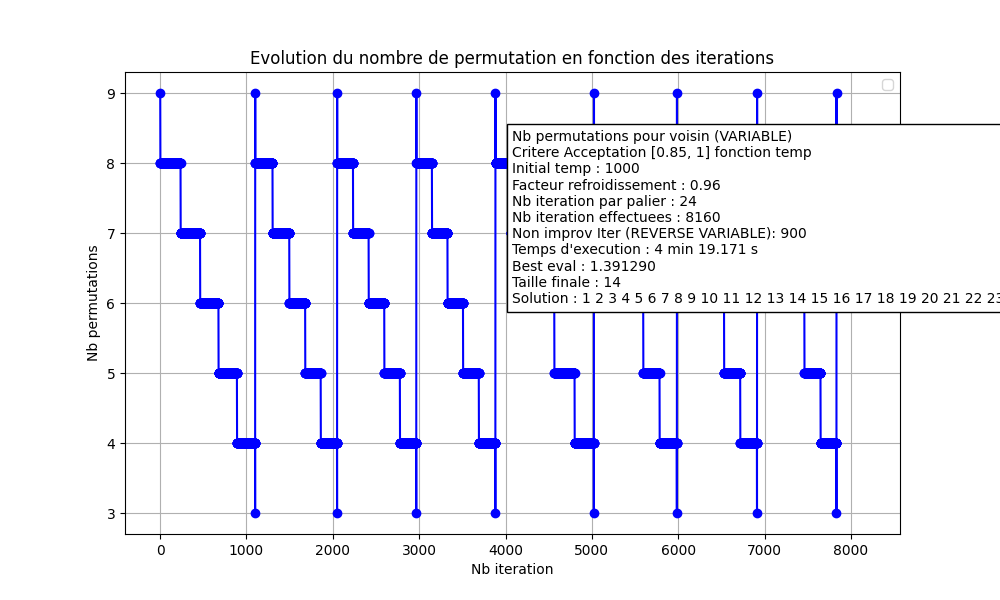 Evolution du nombre de permutation en fonction des iterations
9
8
7
6
5
4
3
Nb permutations
Nb permutations pour voisin (VARIABLE)
Critere Acceptation [0.85, 1] fonction temp
Initial temp : 1000
Facteur refroidissement : 0.96
Nb iteration par palier : 24
Nb iteration effectuees : 8160
Non improv Iter (REVERSE VARIABLE): 900
Temps d'execution : 4 min 19.171 s
Best eval : 1.391290
Taille finale : 14
Solution : 1 2 3 4 5 6 7 8 9 10 11 12 13 14 15 16 17 18 19 20 21 22 23
0 1000 2000 3000 4000 5000 6000 7000 8000
Nb iteration